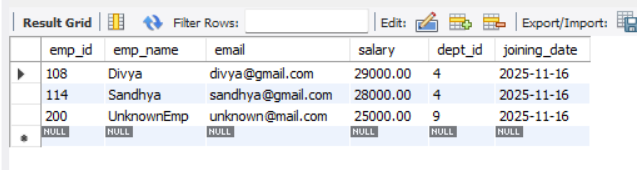 Result Grid Filter Rows: Edit: Export/Import:
emp_id emp_name email salary dept_id joining_date
108 Divya divya@gmail.com 29000.00 4 2025-11-16
114 Sandhya sandhya@gmail.com 28000.00 4 2025-11-16
200 UnknownEmp unknown@mail.com 25000.00 9 2025-11-16
NULL NULL NULL NULL NULL NULL